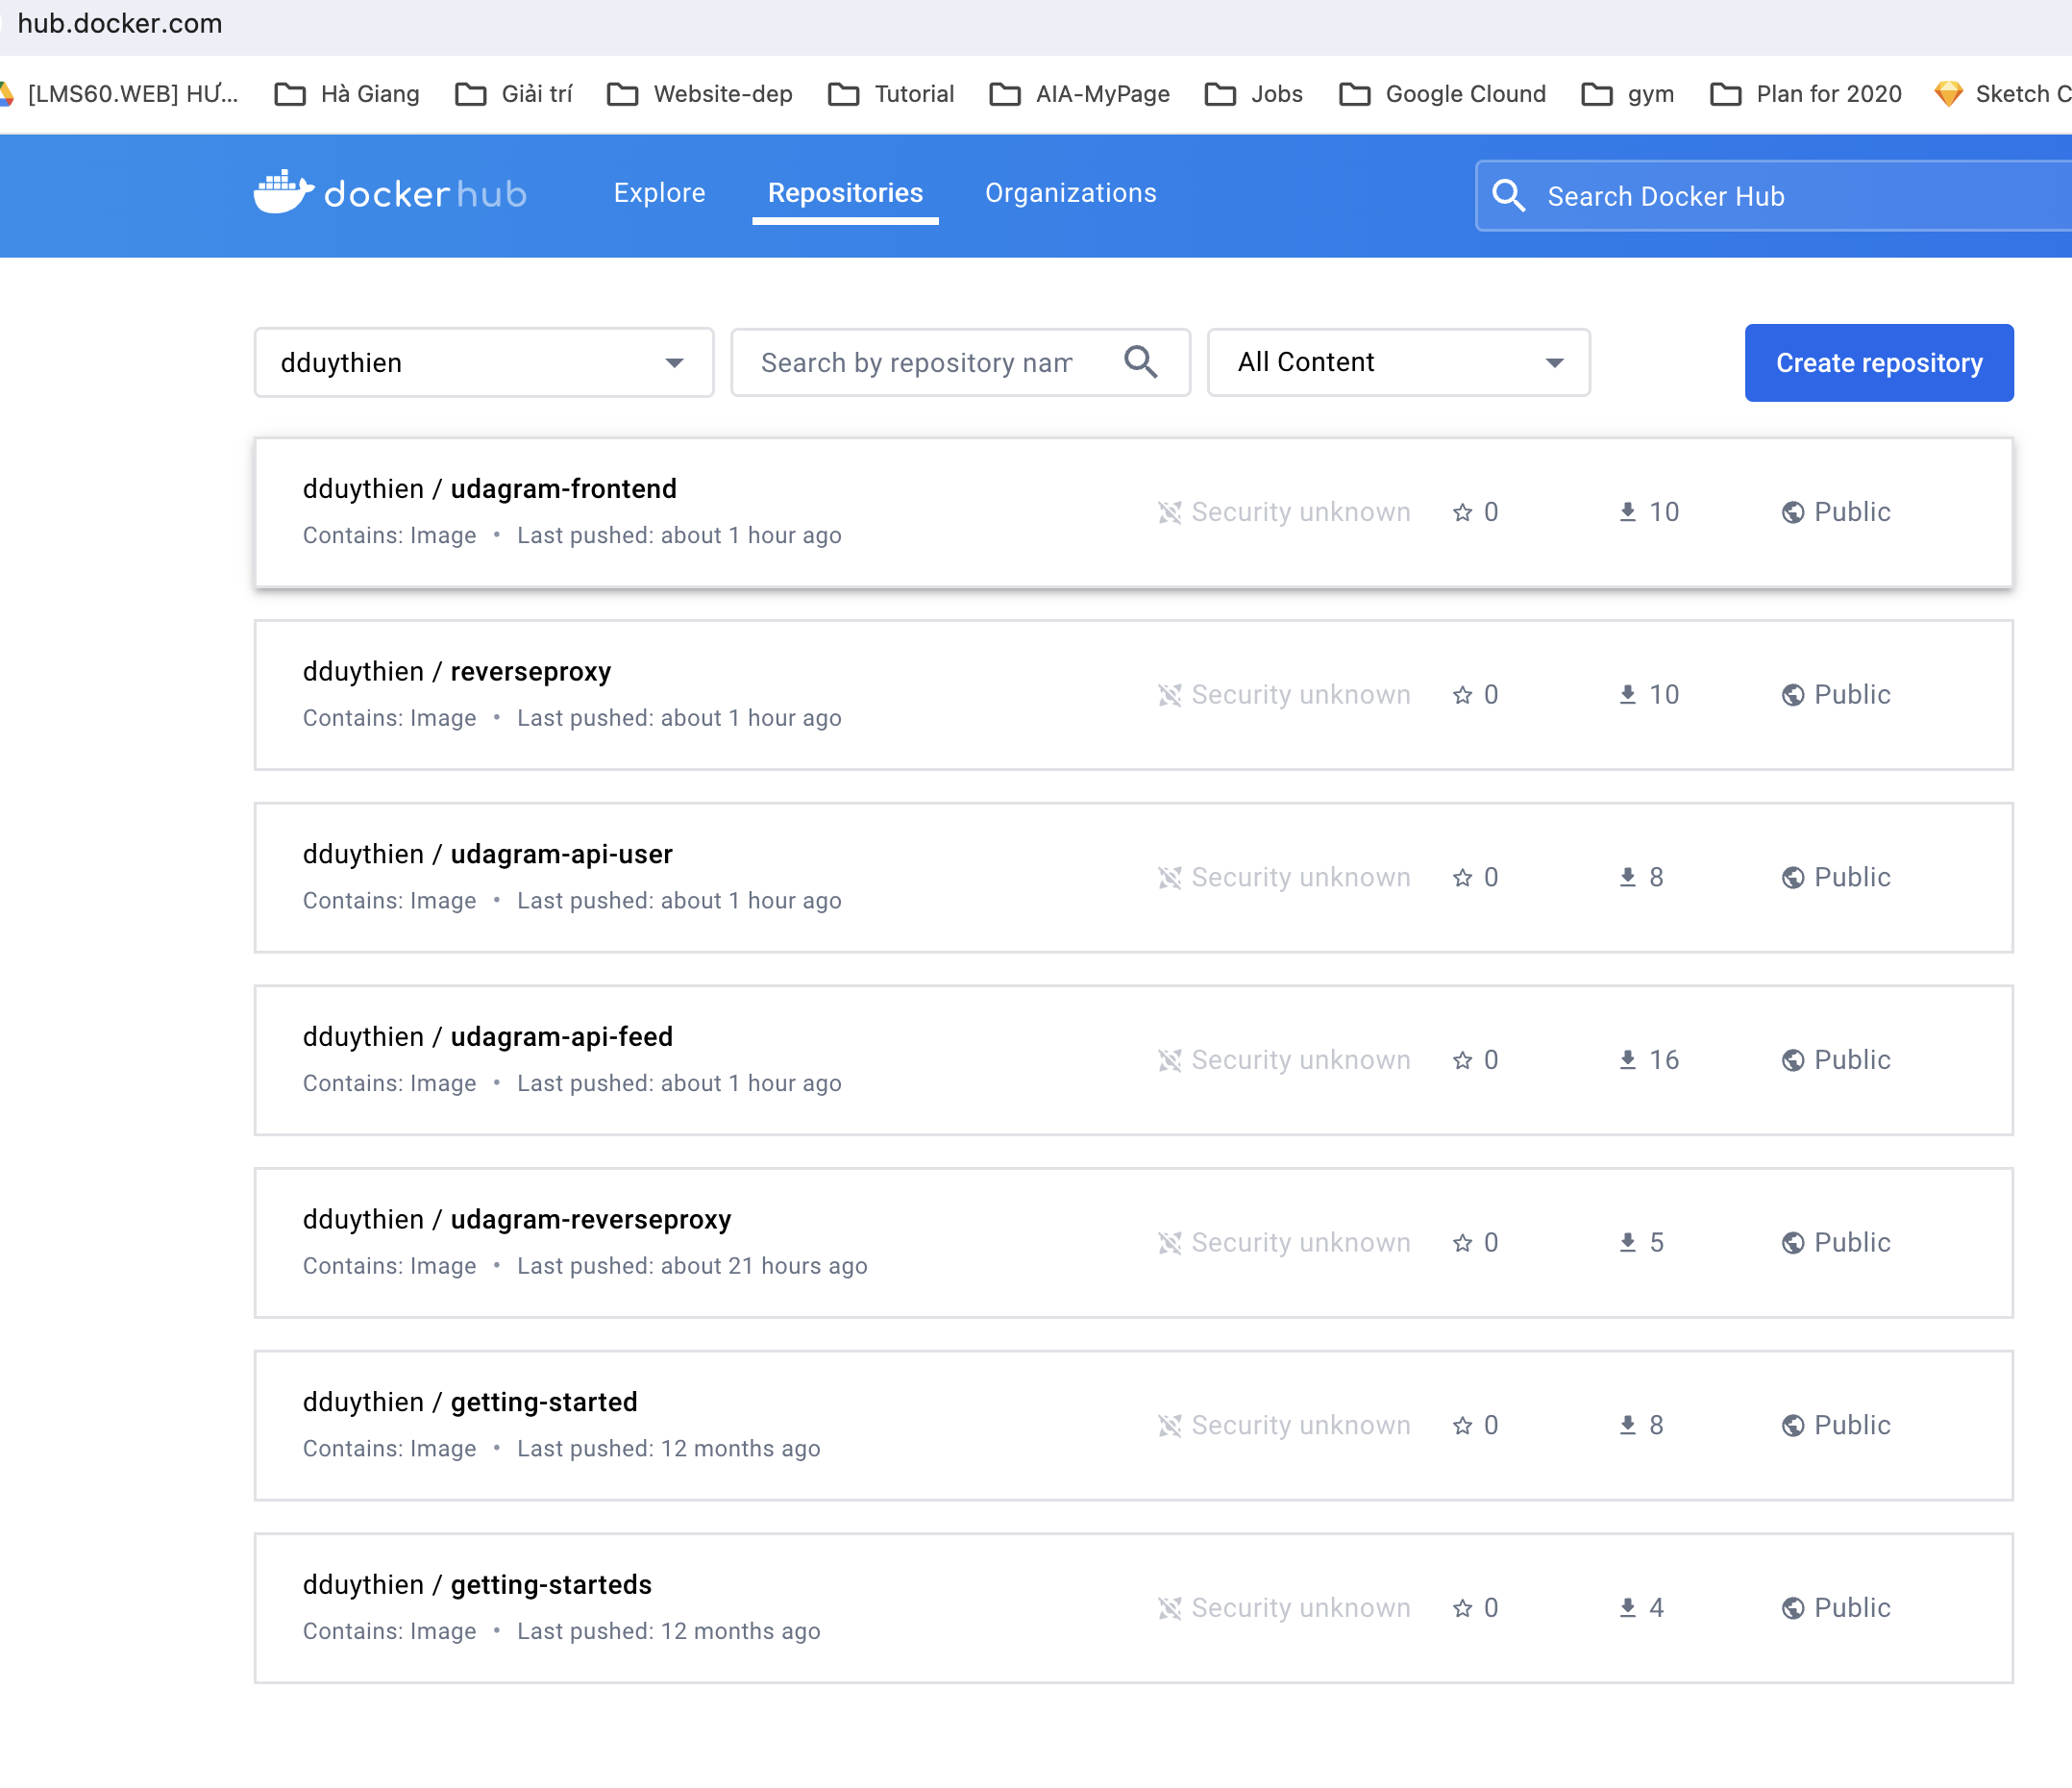 hub.docker.com
[LMS60.WEB] HƯ... Hà Giang Giải trí Website-dep Tutorial AIA-MyPage Jobs Google Clound gym Plan for 2020 Sketch C
dockerhub Explore Repositories Organizations Search Docker Hub
dduythien Search by repository nam All Content Create repository
dduythien / udagram-frontend
Contains: Image • Last pushed: about 1 hour ago
Security unknown 0 10 Public
dduythien / reverseproxy
Contains: Image • Last pushed: about 1 hour ago
Security unknown 0 10 Public
dduythien / udagram-api-user
Contains: Image • Last pushed: about 1 hour ago
Security unknown 0 8 Public
dduythien / udagram-api-feed
Contains: Image • Last pushed: about 1 hour ago
Security unknown 0 16 Public
dduythien / udagram-reverseproxy
Contains: Image • Last pushed: about 21 hours ago
Security unknown 0 5 Public
dduythien / getting-started
Contains: Image • Last pushed: 12 months ago
Security unknown 0 8 Public
dduythien / getting-starteds
Contains: Image • Last pushed: 12 months ago
Security unknown 0 4 Public